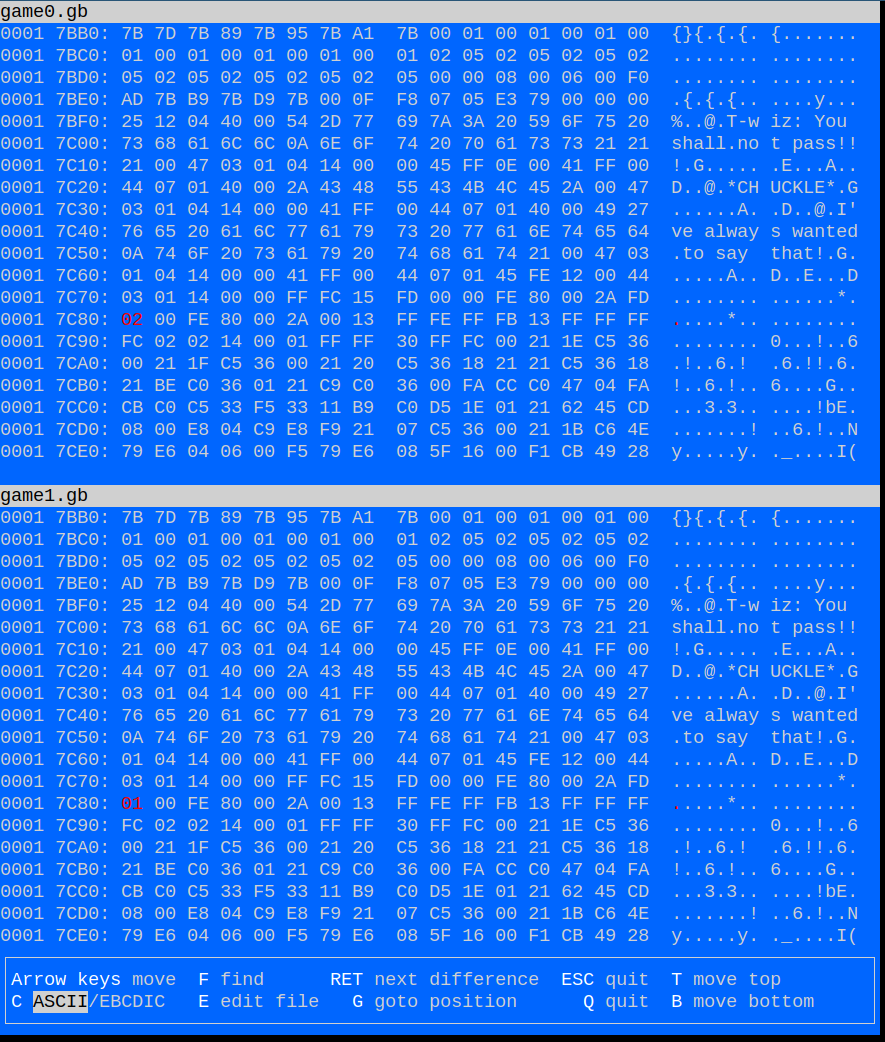 game0.gb
0001 7BB0: 7B 7D 7B 89 7B 95 7B A1  7B 00 01 00 01 00 01 00  {}{.{.{. {.......
0001 7BC0: 01 00 01 00 01 00 01 00  01 02 05 02 05 02 05 02  ........ ........
0001 7BD0: 05 02 05 02 05 02 05 02  05 00 00 08 00 06 00 F0  ........ ........
0001 7BE0: AD 7B B9 7B D9 7B 00 0F  F8 07 05 E3 79 00 00 00  .{.{.{.. ....y...
0001 7BF0: 25 12 04 40 00 54 2D 77  69 7A 3A 20 59 6F 75 20  %..@.T-w iz: You
0001 7C00: 73 68 61 6C 6C 0A 6E 6F  74 20 70 61 73 73 21 21  shall.no t pass!!
0001 7C10: 21 00 47 03 01 04 14 00  00 45 FF 0E 00 41 FF 00  !.G..... .E...A..
0001 7C20: 44 07 01 40 00 2A 43 48  55 43 4B 4C 45 2A 00 47  D..@.*CH UCKLE*.G
0001 7C30: 03 01 04 14 00 00 41 FF  00 44 07 01 40 00 49 27  ......A. .D..@.I'
0001 7C40: 76 65 20 61 6C 77 61 79  73 20 77 61 6E 74 65 64  ve alway s wanted
0001 7C50: 0A 74 6F 20 73 61 79 20  74 68 61 74 21 00 47 03  .to say  that!.G.
0001 7C60: 01 04 14 00 00 41 FF 00  44 07 01 45 FE 12 00 44  .....A.. D..E...D
0001 7C70: 03 01 14 00 00 FF FC 15  FD 00 00 FE 80 00 2A FD  ........ ......*.
0001 7C80: 02 00 FE 80 00 2A 00 13  FF FE FF FB 13 FF FF FF  .....*.. ........
0001 7C90: FC 02 02 14 00 01 FF FF  30 FF FC 00 21 1E C5 36  ........ 0...!..6
0001 7CA0: 00 21 1F C5 36 00 21 20  C5 36 18 21 21 C5 36 18  .!..6.!  .6.!!.6.
0001 7CB0: 21 BE C0 36 01 21 C9 C0  36 00 FA CC C0 47 04 FA  !..6.!.. 6....G..
0001 7CC0: CB C0 C5 33 F5 33 11 B9  C0 D5 1E 01 21 62 45 CD  ...3.3.. ....!bE.
0001 7CD0: 08 00 E8 04 C9 E8 F9 21  07 C5 36 00 21 1B C6 4E  .......! ..6.!..N
0001 7CE0: 79 E6 04 06 00 F5 79 E6  08 5F 16 00 F1 CB 49 28  y.....y. ._....I(
game1.gb
0001 7BB0: 7B 7D 7B 89 7B 95 7B A1  7B 00 01 00 01 00 01 00  {}{.{.{. {.......
0001 7BC0: 01 00 01 00 01 00 01 00  01 02 05 02 05 02 05 02  ........ ........
0001 7BD0: 05 02 05 02 05 02 05 02  05 00 00 08 00 06 00 F0  ........ ........
0001 7BE0: AD 7B B9 7B D9 7B 00 0F  F8 07 05 E3 79 00 00 00  .{.{.{.. ....y...
0001 7BF0: 25 12 04 40 00 54 2D 77  69 7A 3A 20 59 6F 75 20  %..@.T-w iz: You
0001 7C00: 73 68 61 6C 6C 0A 6E 6F  74 20 70 61 73 73 21 21  shall.no t pass!!
0001 7C10: 21 00 47 03 01 04 14 00  00 45 FF 0E 00 41 FF 00  !.G..... .E...A..
0001 7C20: 44 07 01 40 00 2A 43 48  55 43 4B 4C 45 2A 00 47  D..@.*CH UCKLE*.G
0001 7C30: 03 01 04 14 00 00 41 FF  00 44 07 01 40 00 49 27  ......A. .D..@.I'
0001 7C40: 76 65 20 61 6C 77 61 79  73 20 77 61 6E 74 65 64  ve alway s wanted
0001 7C50: 0A 74 6F 20 73 61 79 20  74 68 61 74 21 00 47 03  .to say  that!.G.
0001 7C60: 01 04 14 00 00 41 FF 00  44 07 01 45 FE 12 00 44  .....A.. D..E...D
0001 7C70: 03 01 14 00 00 FF FC 15  FD 00 00 FE 80 00 2A FD  ........ ......*.
0001 7C80: 01 00 FE 80 00 2A 00 13  FF FE FF FB 13 FF FF FF  .....*.. ........
0001 7C90: FC 02 02 14 00 01 FF FF  30 FF FC 00 21 1E C5 36  ........ 0...!..6
0001 7CA0: 00 21 1F C5 36 00 21 20  C5 36 18 21 21 C5 36 18  .!..6.!  .6.!!.6.
0001 7CB0: 21 BE C0 36 01 21 C9 C0  36 00 FA CC C0 47 04 FA  !..6.!.. 6....G..
0001 7CC0: CB C0 C5 33 F5 33 11 B9  C0 D5 1E 01 21 62 45 CD  ...3.3.. ....!bE.
0001 7CD0: 08 00 E8 04 C9 E8 F9 21  07 C5 36 00 21 1B C6 4E  .......! ..6.!..N
0001 7CE0: 79 E6 04 06 00 F5 79 E6  08 5F 16 00 F1 CB 49 28  y.....y. ._....I(
Arrow keys move  F find      RET next difference  ESC quit  T move top
C ASCII/EBCDIC   E edit file   G goto position      Q quit  B move bottom